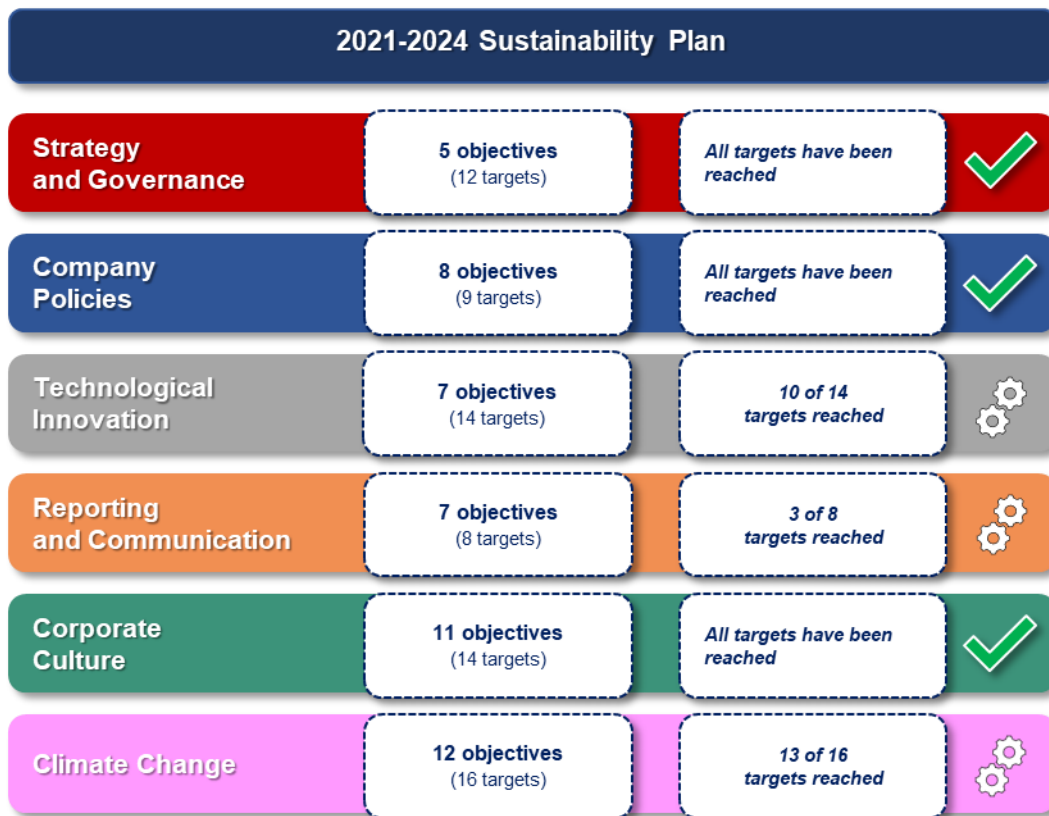 2021-2024 Sustainability Plan
Strategy
and Governance
5 objectives
(12 targets)
All targets have been
reached
Company
Policies
8 objectives
(9 targets)
All targets have been
reached
Technological
Innovation
7 objectives
(14 targets)
10 of 14
targets reached
Reporting
and Communication
7 objectives
(8 targets)
3 of 8
targets reached
Corporate
Culture
11 objectives
(14 targets)
All targets have been
reached
Climate Change
12 objectives
(16 targets)
13 of 16
targets reached